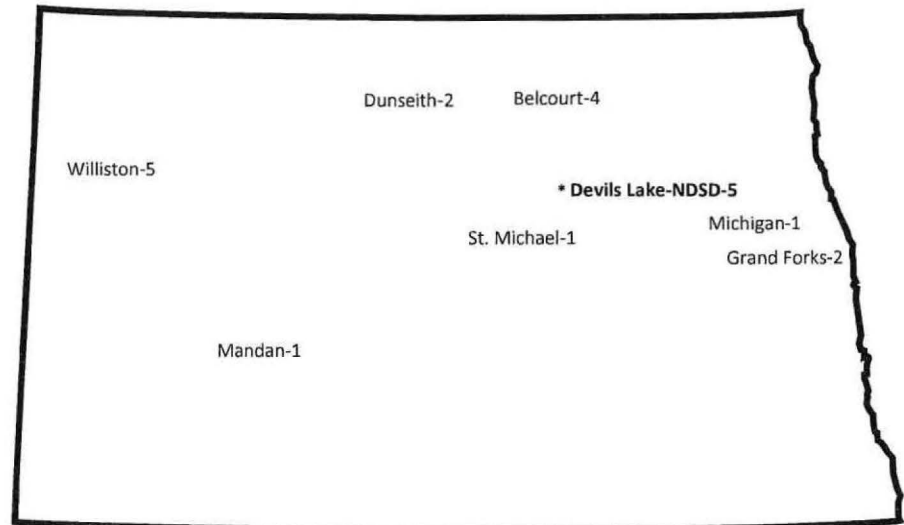 Dunseith-2
Belcourt-4
Williston-5
* Devils Lake-NDSD-5
Michigan-1
St. Michael-1
Grand Forks-2
Mandan-1